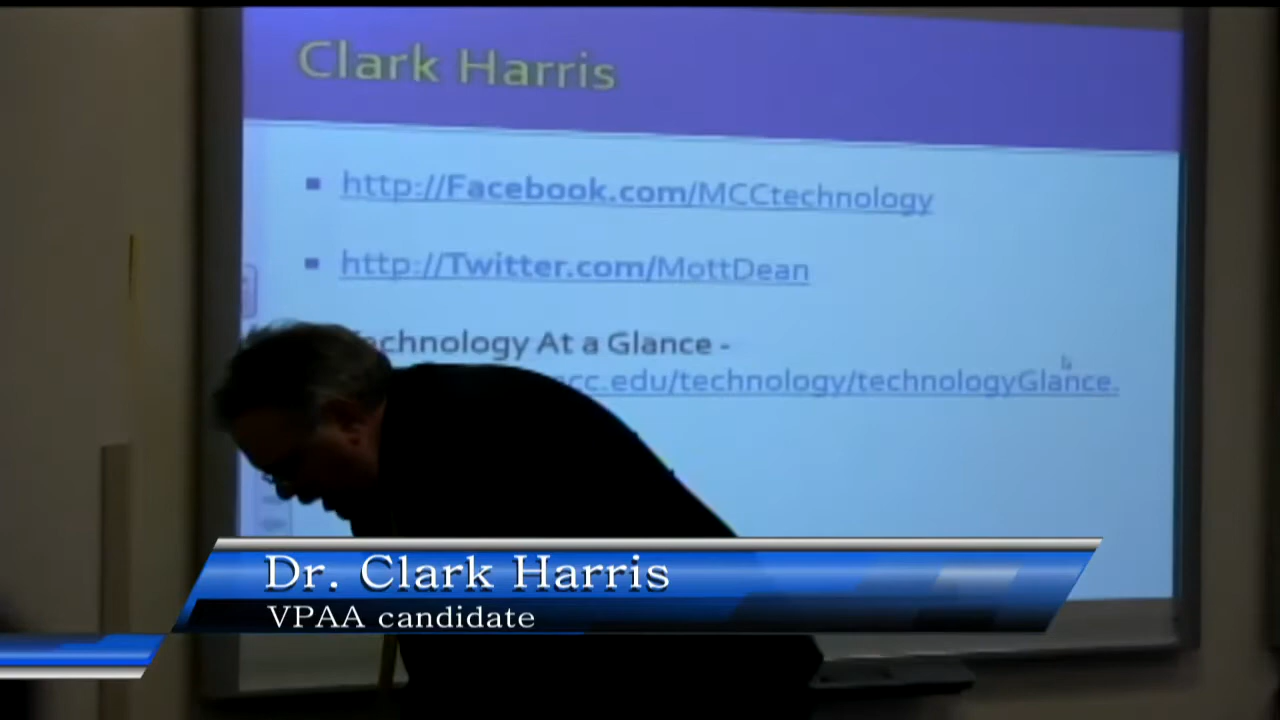 Clark Harris
http://Facebook.com/MCCtechnology
http://Twitter.com/MottDean
echnology At a Glance -
cc.edu/technology/technologyGlance.
Dr. Clark Harris
VPAA candidate